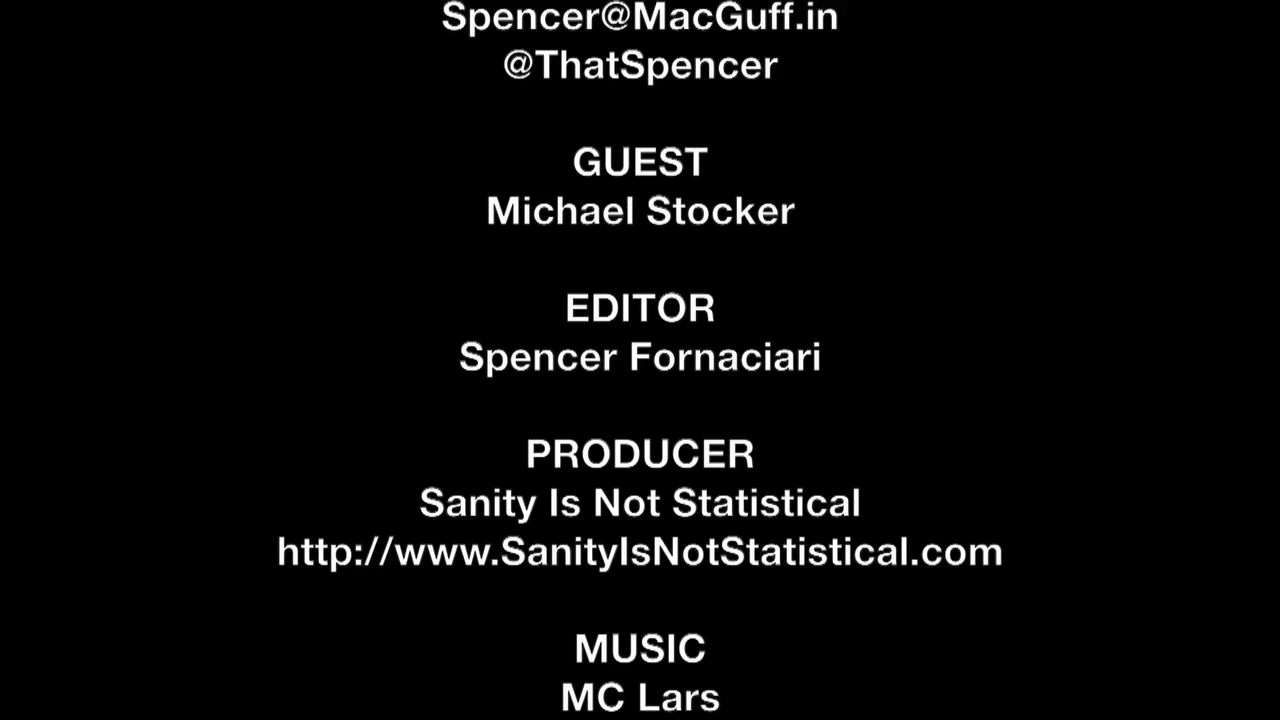 Spencer@MacGuff.in
@ThatSpencer
GUEST
Michael Stocker
EDITOR
Spencer Fornaciari
PRODUCER
Sanity Is Not Statistical
http://www.SanityIsNotStatistical.com
MUSIC
MC Lars